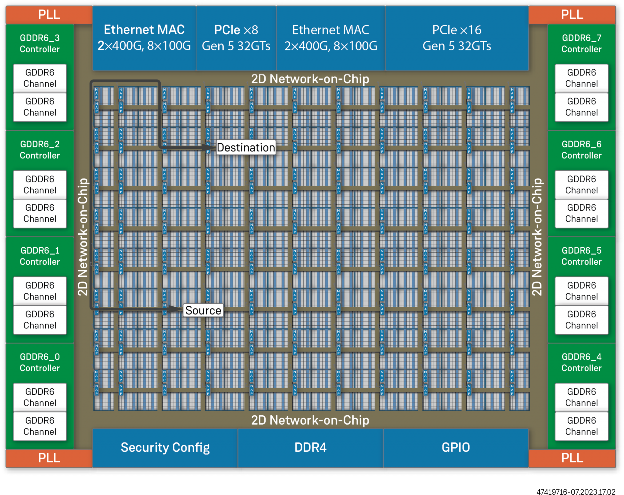 PLL
Ethernet MAC
2×400G, 8×100G
PCIe ×8
Gen 5 32GTs
Ethernet MAC
2×400G, 8×100G
PCIe ×16
Gen 5 32GTs
PLL
GDDR6_3
Controller
GDDR6
Channel
GDDR6
Channel
GDDR6_2
Controller
GDDR6
Channel
GDDR6
Channel
GDDR6_1
Controller
GDDR6
Channel
GDDR6
Channel
GDDR6_0
Controller
GDDR6
Channel
GDDR6
Channel
PLL
2D Network-on-Chip
2D Network-on-Chip
Destination
Source
2D Network-on-Chip
2D Network-on-Chip
GDDR6_7
Controller
GDDR6
Channel
GDDR6
Channel
GDDR6_6
Controller
GDDR6
Channel
GDDR6
Channel
GDDR6_5
Controller
GDDR6
Channel
GDDR6
Channel
GDDR6_4
Controller
GDDR6
Channel
GDDR6
Channel
Security Config
DDR4
GPIO
PLL
47419716-07.2023.17.02